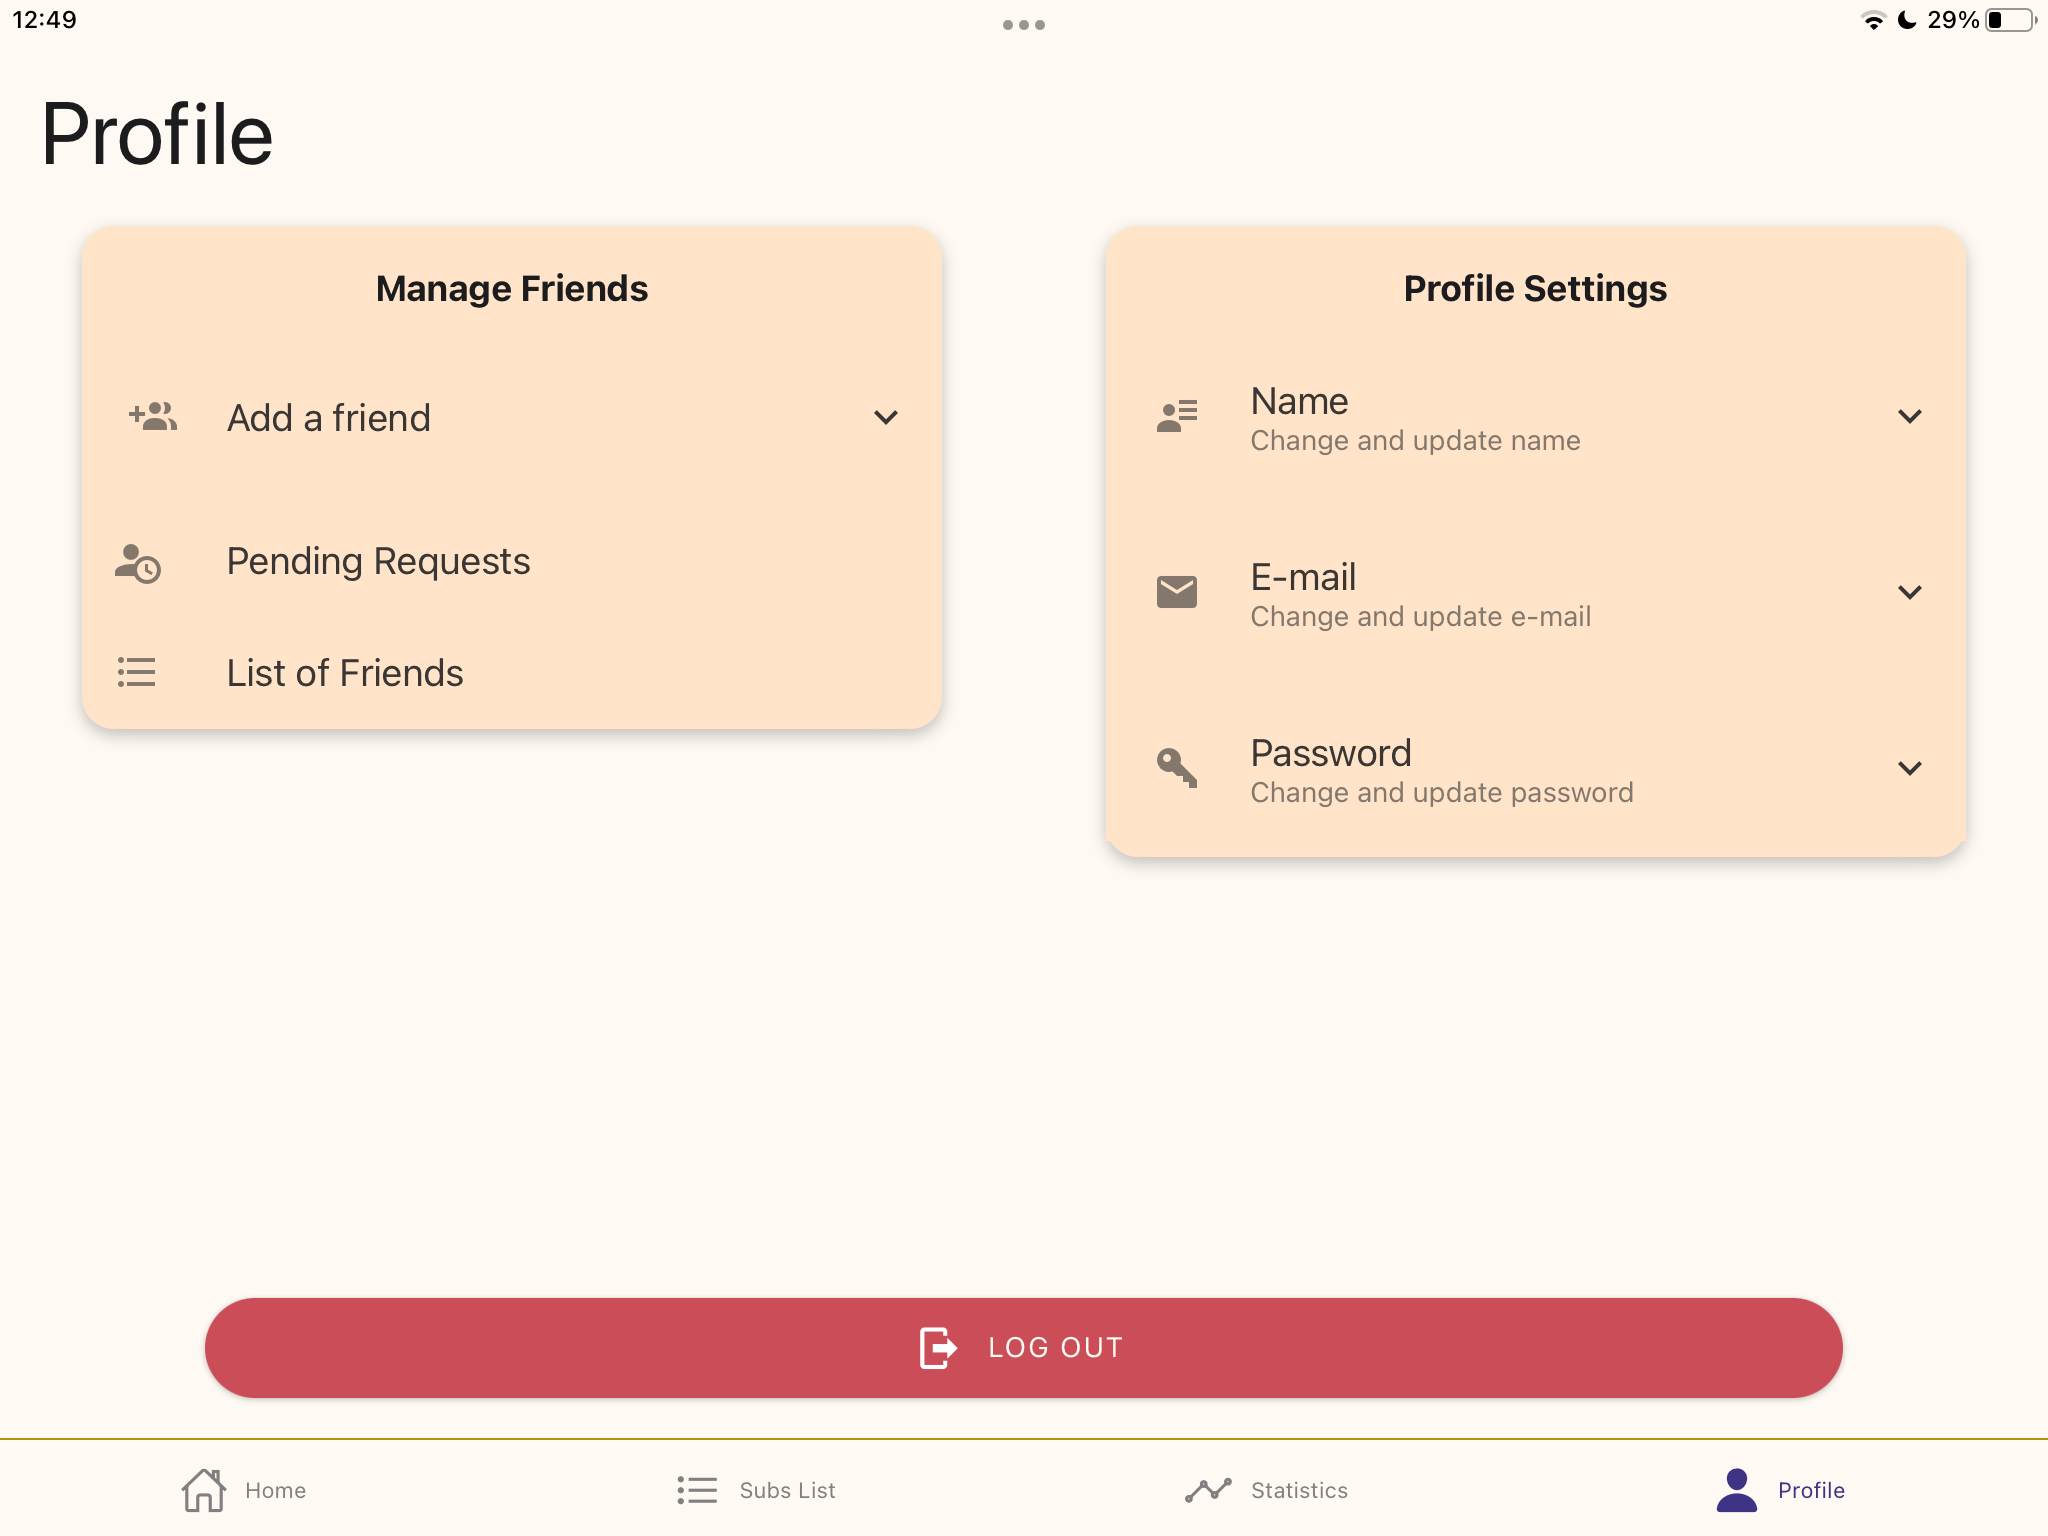 12:49
29%
Profile
Manage Friends
Add a friend
Pending Requests
List of Friends
Profile Settings
Name
Change and update name
E-mail
Change and update e-mail
Password
Change and update password
LOG OUT
Home
Subs List
Statistics
Profile